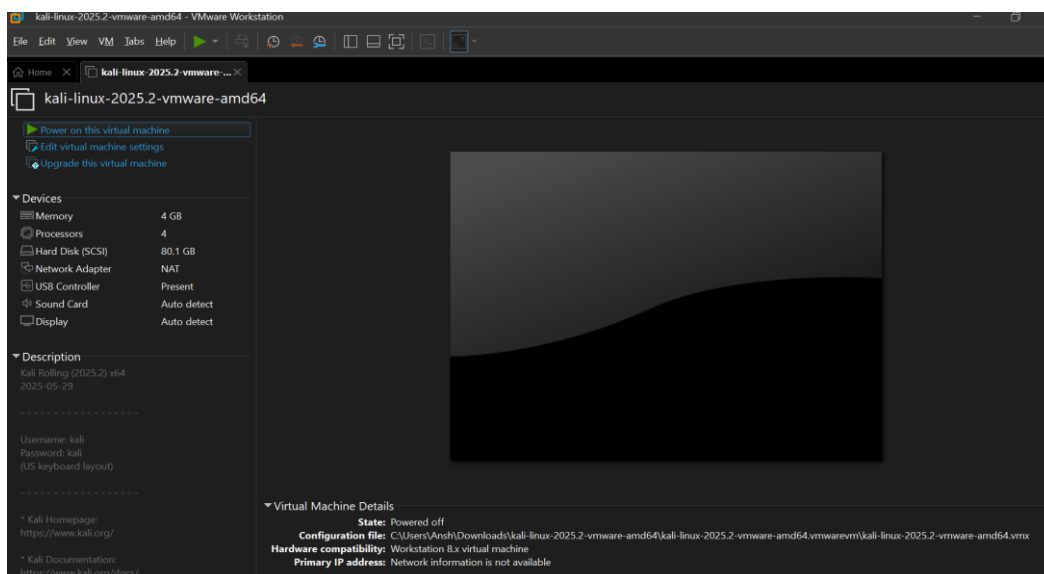 kali-linux-2025.2-vmware-amd64 - VMware Workstation
File Edit View VM Tabs Help
Home kali-linux-2025.2-vmware-...
kali-linux-2025.2-vmware-amd64
Power on this virtual machine
Edit virtual machine settings
Upgrade this virtual machine
Devices
Memory 4 GB
Processors 4
Hard Disk (SCSI) 80.1 GB
Network Adapter NAT
USB Controller Present
Sound Card Auto detect
Display Auto detect
Description
Kali Rolling (2025.2) x64
2025-05-29
- - - - - - - - - - - - - - - - - -
Username: kali
Password: kali
(US keyboard layout)
- - - - - - - - - - - - - - - - - -
* Kali Homepage:
https://www.kali.org/
* Kali Documentation:
https://www.kali.org/docs/
Virtual Machine Details
State: Powered off
Configuration file: C:\Users\Ansh\Downloads\kali-linux-2025.2-vmware-amd64\kali-linux-2025.2-vmware-amd64.vmwarevm\kali-linux-2025.2-vmware-amd64.vmx
Hardware compatibility: Workstation 8.x virtual machine
Primary IP address: Network information is not available